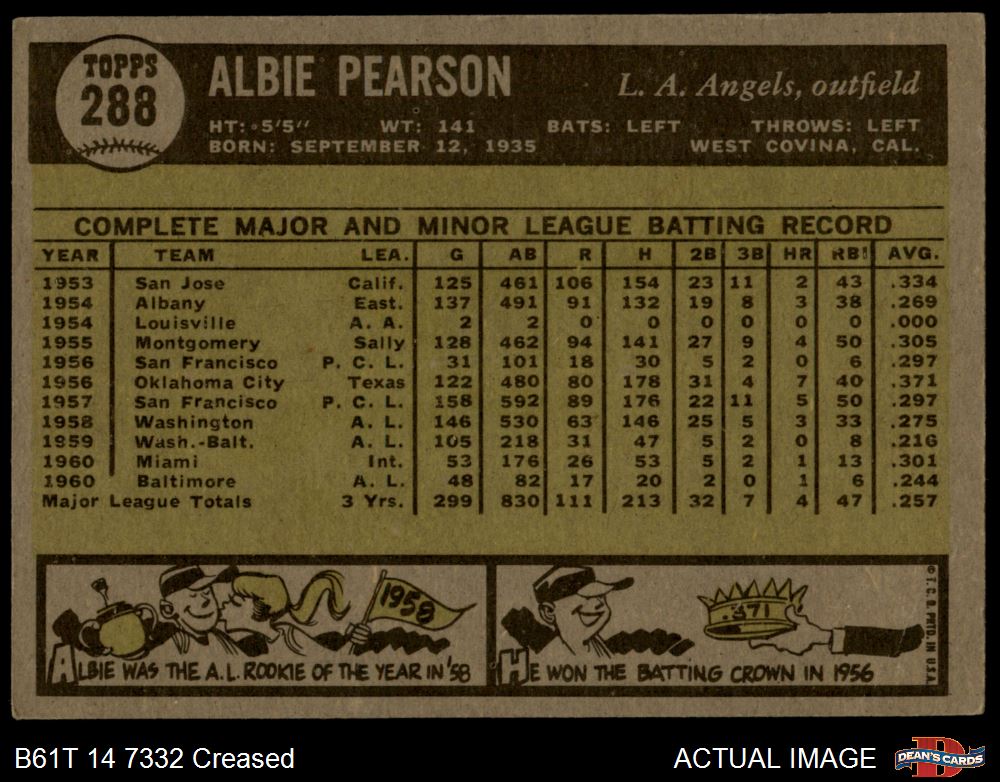 TOPPS
288
ALBIE PEARSON
L. A. Angels, outfield
HT: 5'5" WT: 141 BATS: LEFT THROWS: LEFT
BORN: SEPTEMBER 12, 1935 WEST COVINA, CAL.
COMPLETE MAJOR AND MINOR LEAGUE BATTING RECORD
YEAR TEAM LEA. G AB R H 2B 3B HR RBI AVG.
1953 San Jose Calif. 125 461 106 154 23 11 2 43 .334
1954 Albany East. 137 491 91 132 19 8 3 38 .269
1954 Louisville A. A. 2 2 0 0 0 0 0 0 .000
1955 Montgomery Sally 128 462 94 141 27 9 4 50 .305
1956 San Francisco P. C. L. 31 101 18 30 5 2 0 6 .297
1956 Oklahoma City Texas 122 480 80 178 31 4 7 40 .371
1957 San Francisco P. C. L. 158 592 89 176 22 11 5 50 .297
1958 Washington A. L. 146 530 63 146 25 5 3 33 .275
1959 Wash.-Balt. A. L. 105 218 31 47 5 2 0 8 .216
1960 Miami Int. 53 176 26 53 5 2 1 13 .301
1960 Baltimore A. L. 48 82 17 20 2 0 1 6 .244
Major League Totals 3 Yrs. 299 830 111 213 32 7 4 47 .257
1958
ALBIE WAS THE A.L. ROOKIE OF THE YEAR IN '58
.371
HE WON THE BATTING CROWN IN 1956
© T. C. G. PRTD. IN U.S.A.
B61T 14 7332 Creased
ACTUAL IMAGE
D
DEAN'S CARDS